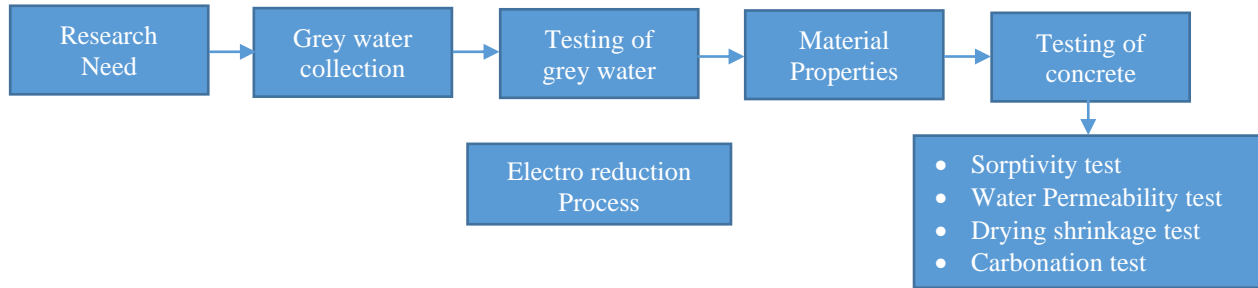 Research
Need
Grey water
collection
Testing of
grey water
Material
Properties
Testing of
concrete
Electro reduction
Process
• Sorptivity test
• Water Permeability test
• Drying shrinkage test
• Carbonation test